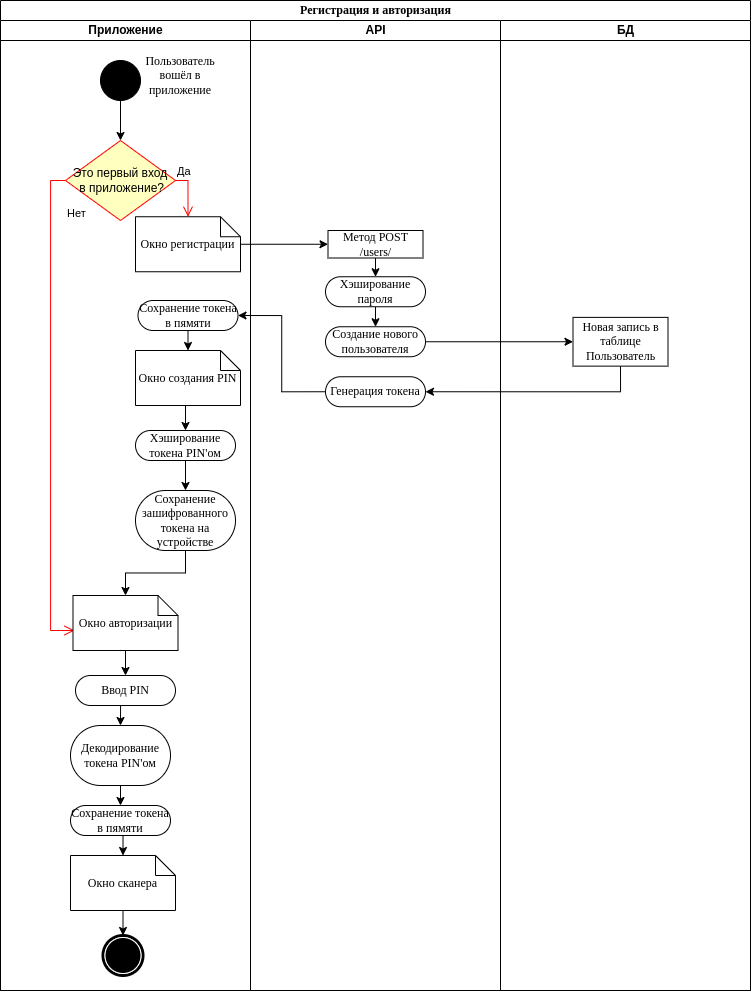 Регистрация и авторизация
Приложение
API
БД
Пользователь
вошёл в
приложение
Это первый вход
в приложение?
Да
Нет
Окно регистрации
Метод POST
/users/
Хэширование
пароля
Создание нового
пользователя
Новая запись в
таблице
Пользователь
Генерация токена
Сохранение токена
в пямяти
Окно создания PIN
Хэширование
токена PIN'ом
Сохранение
зашифрованного
токена на
устройстве
Окно авторизации
Ввод PIN
Декодирование
токена PIN'ом
Сохранение токена
в пямяти
Окно сканера